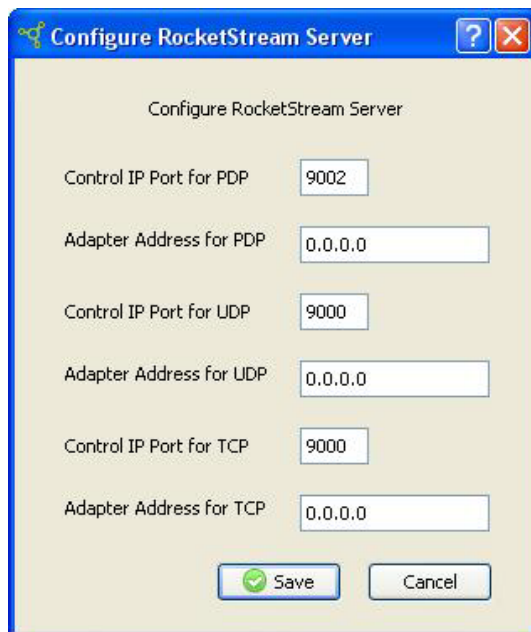 Configure RocketStream Server
Configure RocketStream Server
Control IP Port for PDP 9002
Adapter Address for PDP 0.0.0.0
Control IP Port for UDP 9000
Adapter Address for UDP 0.0.0.0
Control IP Port for TCP 9000
Adapter Address for TCP 0.0.0.0
Save Cancel